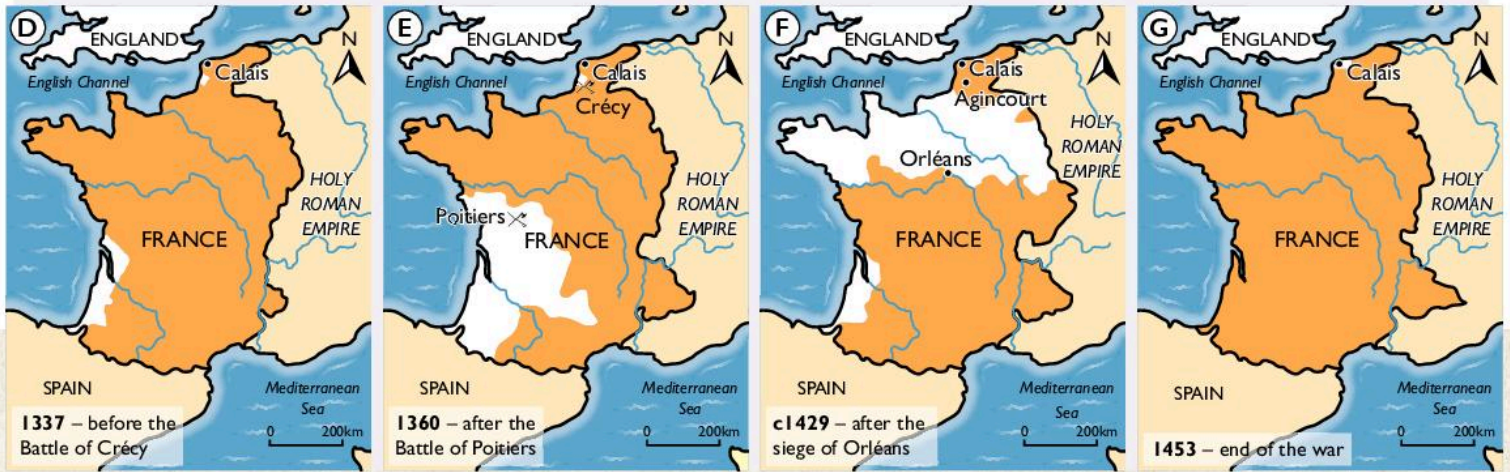 D
ENGLAND
N
English Channel
Calais
HOLY
ROMAN
EMPIRE
FRANCE
SPAIN
Mediterranean
Sea
1337 – before the
Battle of Crécy
0 200km
E
ENGLAND
N
English Channel
Calais
Crécy
HOLY
ROMAN
EMPIRE
Poitiers
FRANCE
SPAIN
Mediterranean
Sea
1360 – after the
Battle of Poitiers
0 200km
F
ENGLAND
N
English Channel
Calais
Agincourt
HOLY
ROMAN
EMPIRE
Orléans
FRANCE
SPAIN
Mediterranean
Sea
c1429 – after the
siege of Orléans
0 200km
G
ENGLAND
N
English Channel
Calais
HOLY
ROMAN
EMPIRE
FRANCE
SPAIN
Mediterranean
Sea
1453 – end of the war
0 200km